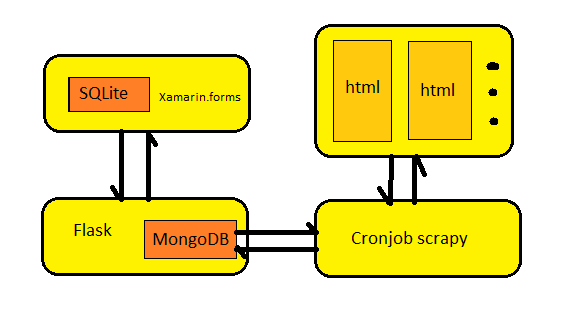 SQLite
Xamarin.forms
html
html
Flask
MongoDB
Cronjob scrapy